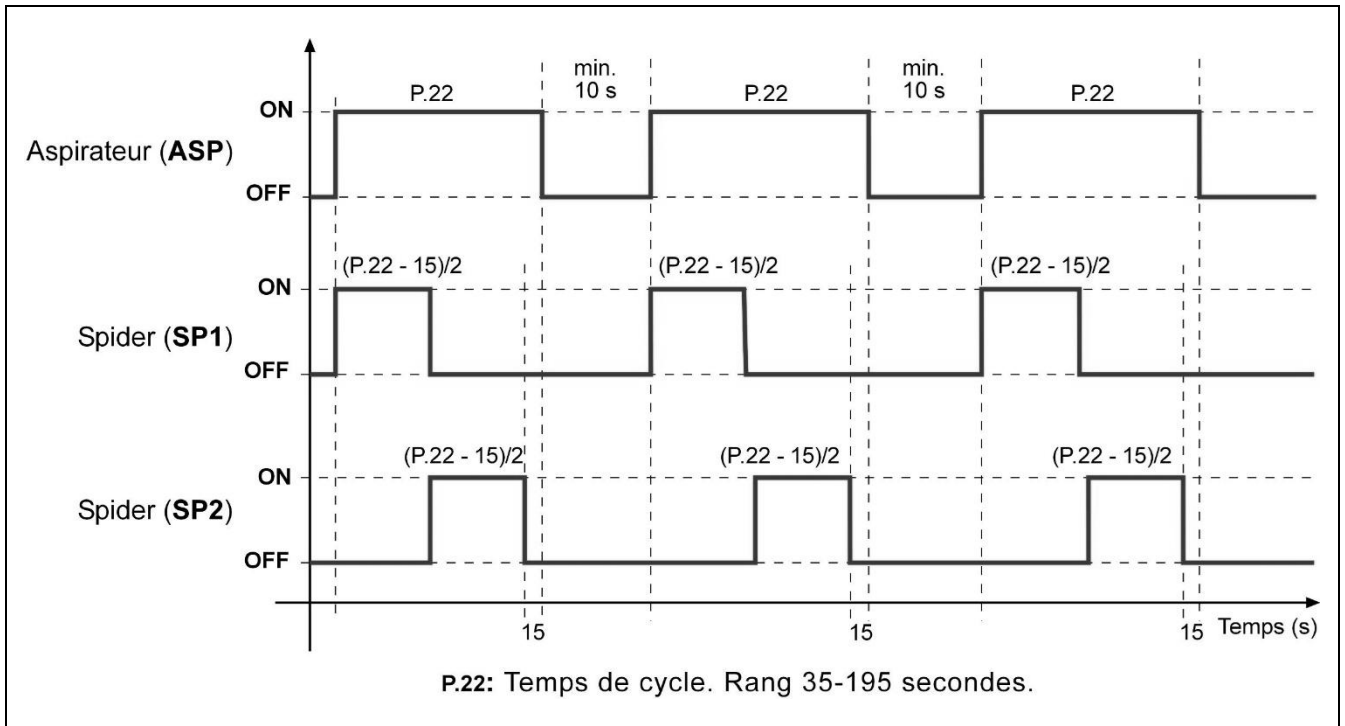 min.
10 s
min.
10 s
P.22
P.22
P.22
ON
Aspirateur (ASP)
OFF
(P.22 - 15)/2
(P.22 - 15)/2
(P.22 - 15)/2
ON
Spider (SP1)
OFF
(P.22 - 15)/2
(P.22 - 15)/2
(P.22 - 15)/2
ON
Spider (SP2)
OFF
15
15
15
Temps (s)
P.22: Temps de cycle. Rang 35-195 secondes.